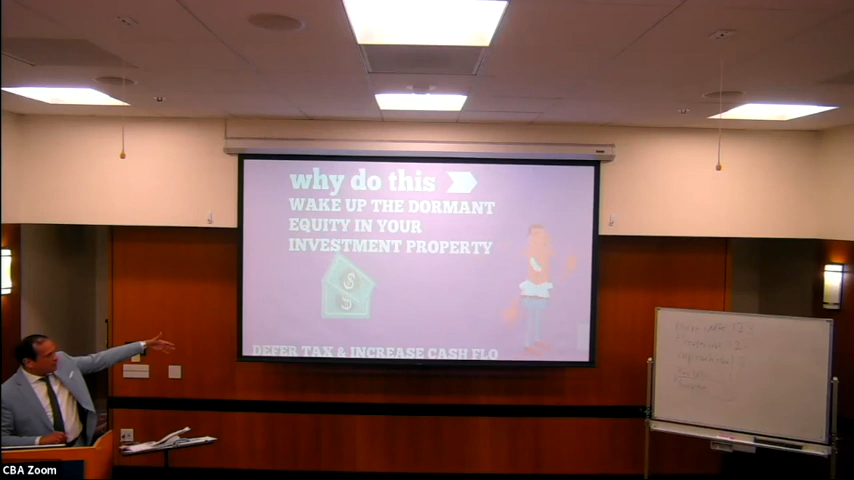 why do this
WAKE UP THE DORMANT
EQUITY IN YOUR
INVESTMENT PROPERTY
$
$
DEFER TAX & INCREASE CASH FLO
CBA Zoom